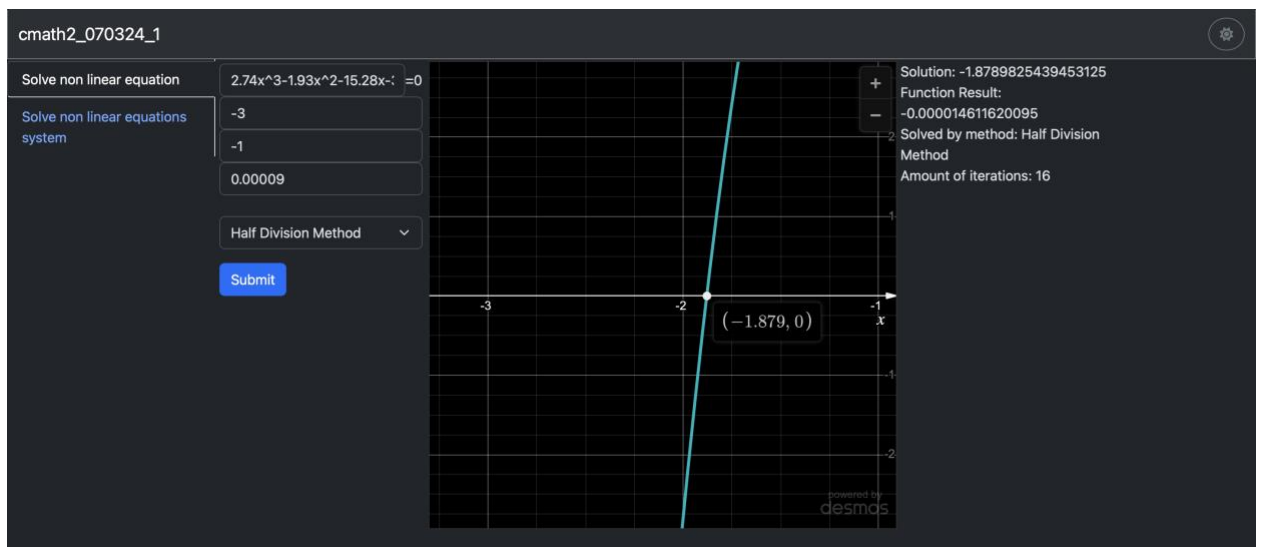 cmath2_070324_1
Solve non linear equation
Solve non linear equations
system
2.74x^3-1.93x^2-15.28x-: =0
-3
-1
0.00009
Half Division Method
Submit
+
−
2
1
-3
-2
-1
x
(−1.879, 0)
-1
-2
powered by
desmos
Solution: -1.8789825439453125
Function Result:
-0.000014611620095
Solved by method: Half Division
Method
Amount of iterations: 16